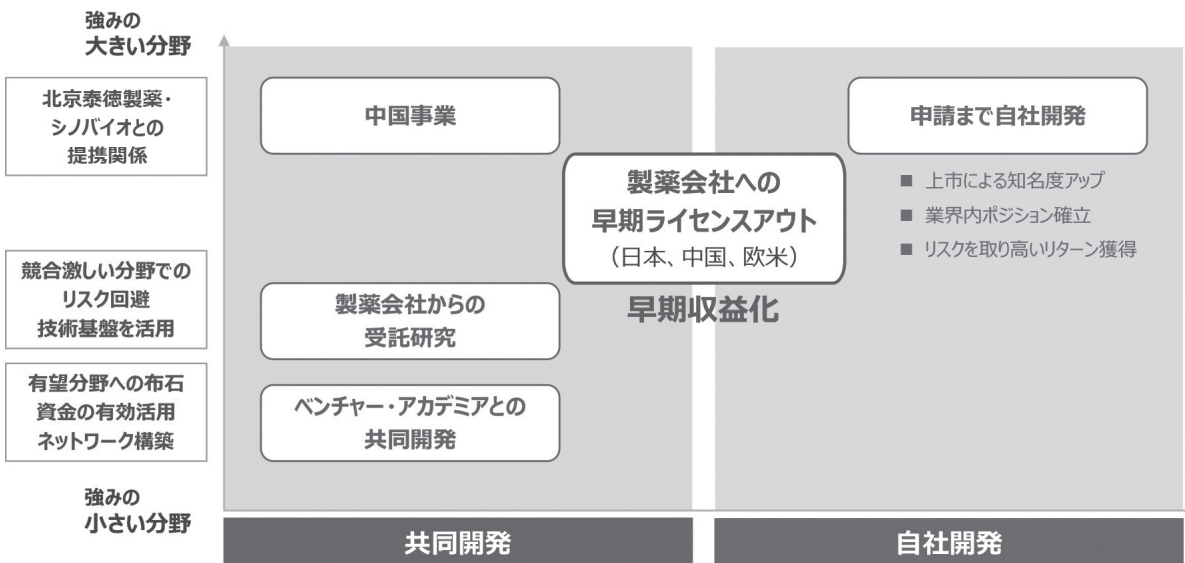 強みの
大きい分野
北京泰徳製薬・
シノバイオとの
提携関係
中国事業
申請まで自社開発
製薬会社への
早期ライセンスアウト
（日本、中国、欧米）
早期収益化
■ 上市による知名度アップ
■ 業界内ポジション確立
■ リスクを取り高いリターン獲得
競合激しい分野での
リスク回避
技術基盤を活用
製薬会社からの
受託研究
有望分野への布石
資金の有効活用
ネットワーク構築
ベンチャー・アカデミアとの
共同開発
強みの
小さい分野
共同開発
自社開発